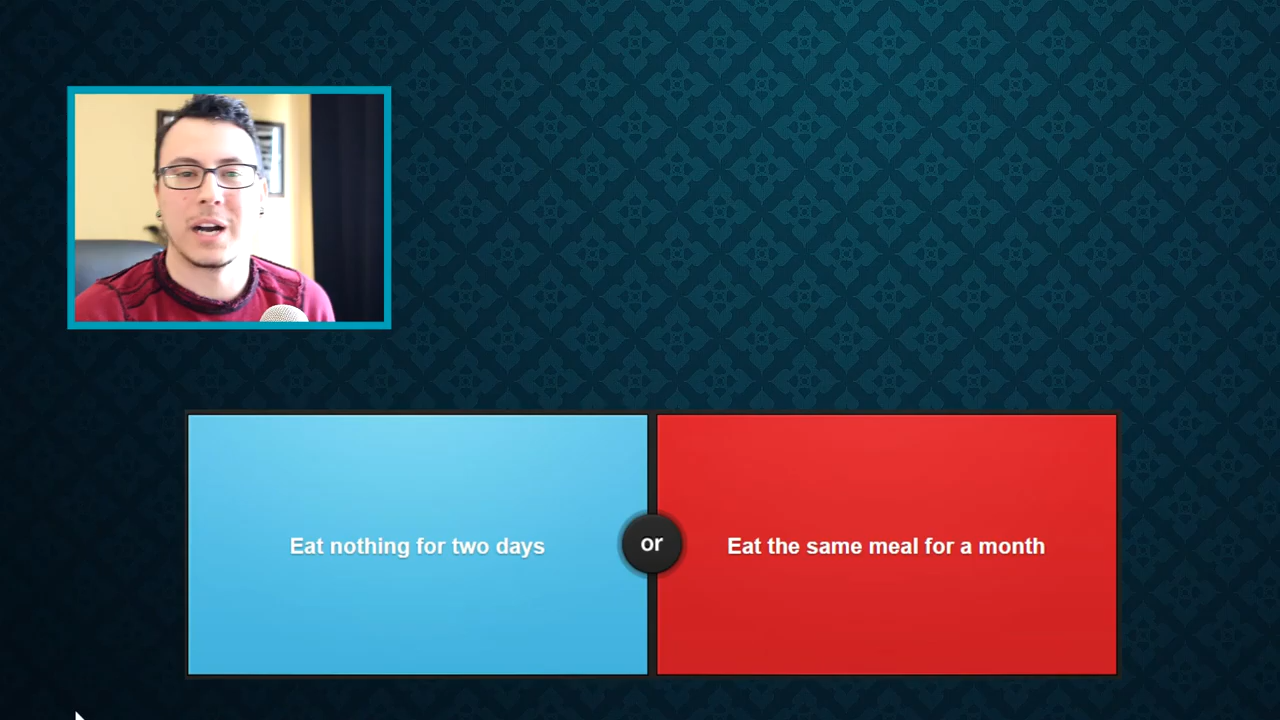 Eat nothing for two days
or
Eat the same meal for a month